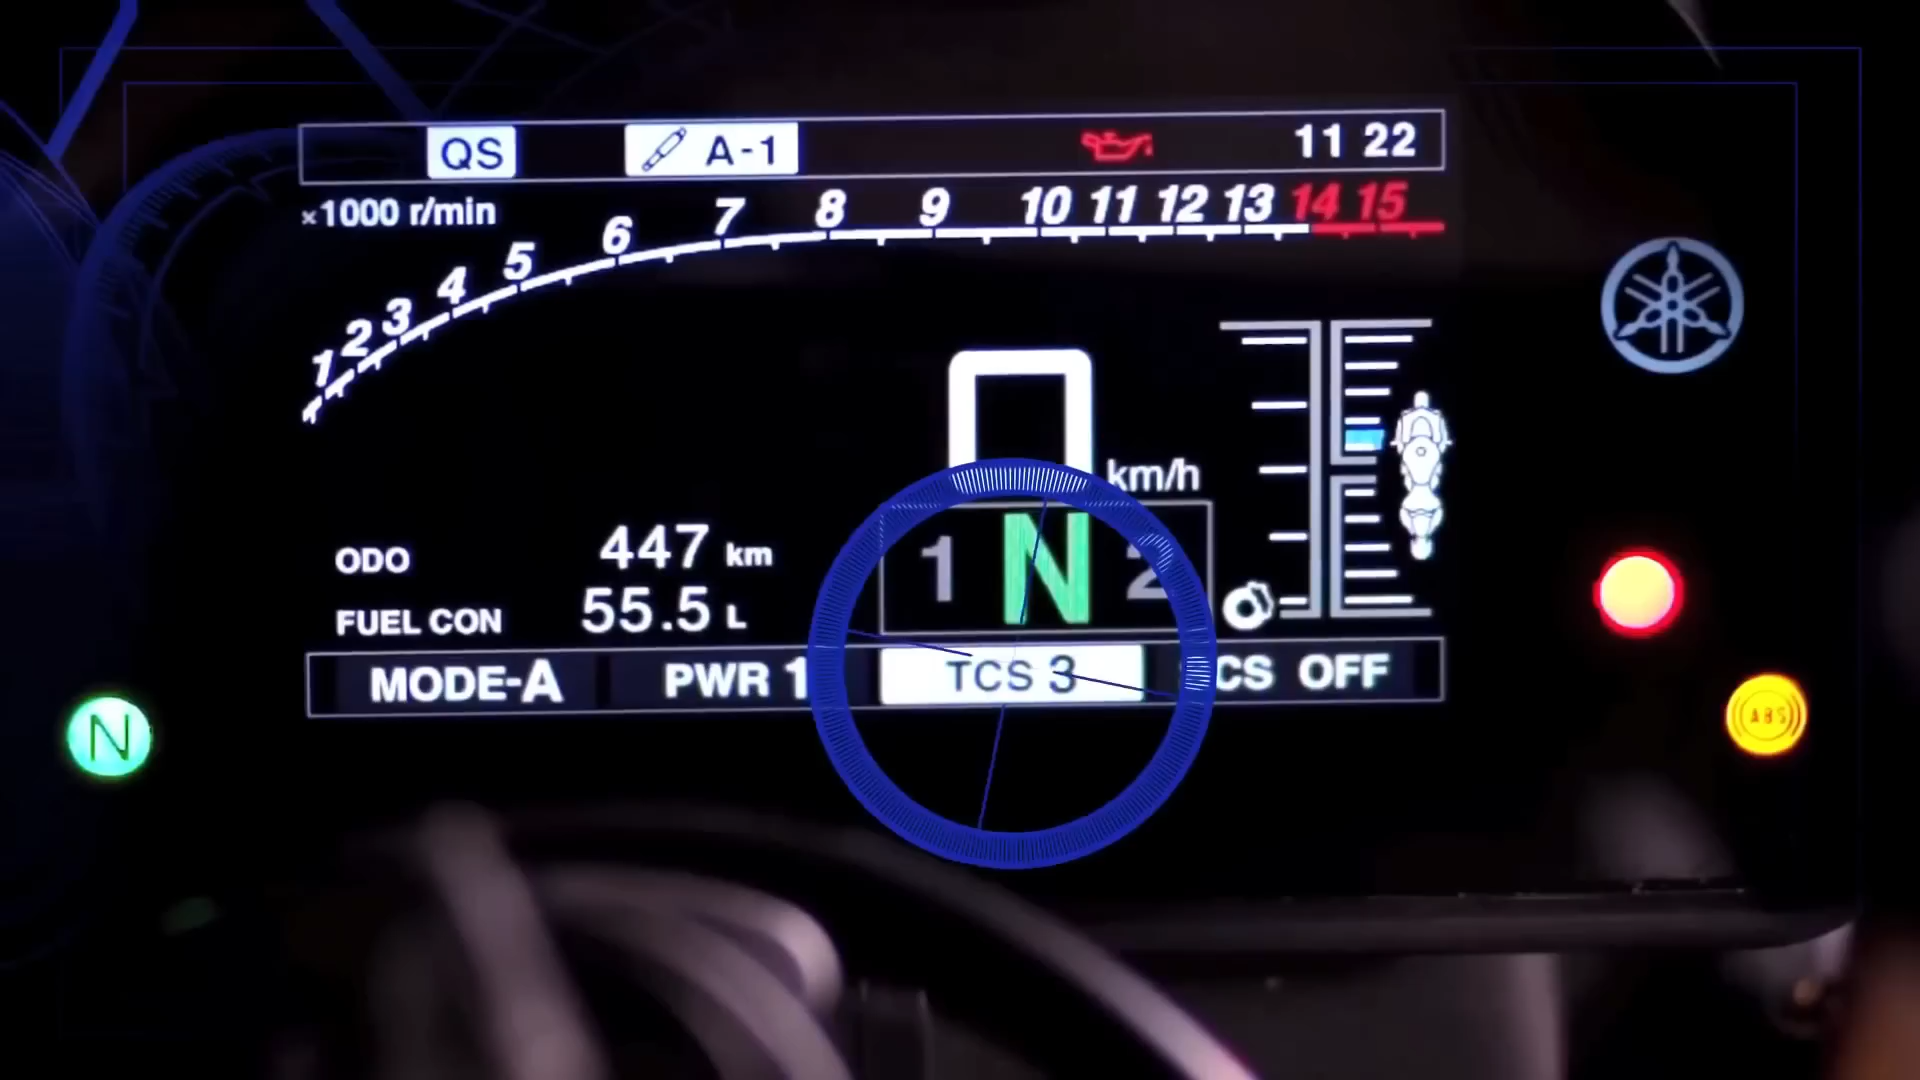 QS A-1 11 22
×1000 r/min
1 2 3 4 5 6 7 8 9 10 11 12 13 14 15
0 km/h
ODO 447 km
1 N 2
FUEL CON 55.5 L
MODE-A PWR 1 TCS 3 CS OFF
N
ABS